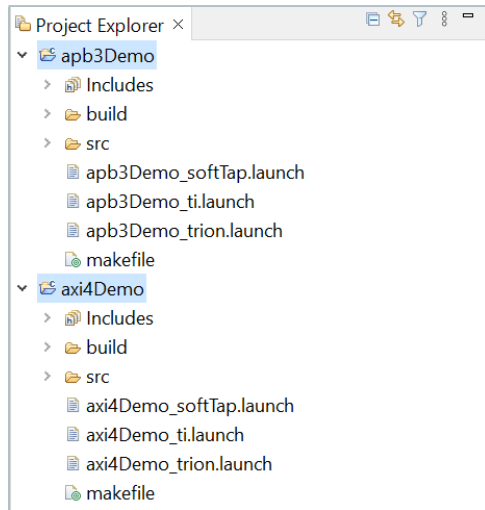 Project Explorer
apb3Demo
Includes
build
src
apb3Demo_softTap.launch
apb3Demo_ti.launch
apb3Demo_trion.launch
makefile
axi4Demo
Includes
build
src
axi4Demo_softTap.launch
axi4Demo_ti.launch
axi4Demo_trion.launch
makefile